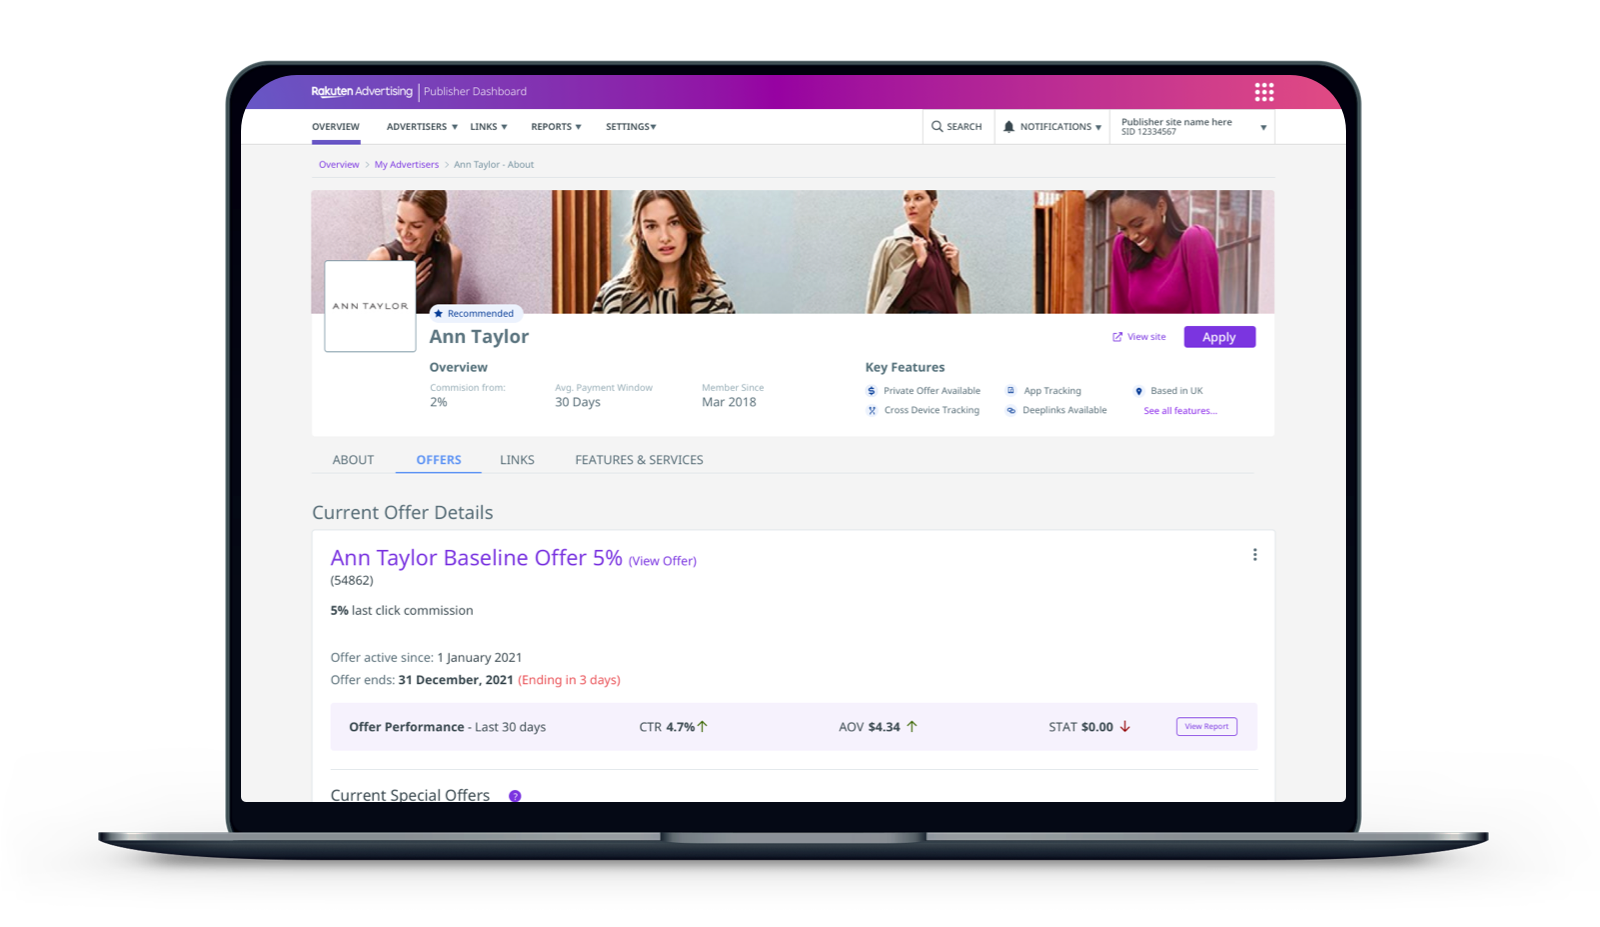 Rakuten Advertising | Publisher Dashboard
OVERVIEW ADVERTISERS LINKS REPORTS SETTINGS SEARCH NOTIFICATIONS Publisher site name here
SID 12334567
Overview > My Advertisers > Ann Taylor - About
ANN TAYLOR
Recommended
Ann Taylor View site Apply
Overview Key Features
Commision from: Avg. Payment Window Member Since Private Offer Available App Tracking Based in UK
2% 30 Days Mar 2018 Cross Device Tracking Deeplinks Available See all features...
ABOUT OFFERS LINKS FEATURES & SERVICES
Current Offer Details
Ann Taylor Baseline Offer 5% (View Offer)
(54862)
5% last click commission
Offer active since: 1 January 2021
Offer ends: 31 December, 2021 (Ending in 3 days)
Offer Performance - Last 30 days CTR 4.7% AOV $4.34 STAT $0.00 View Report
Current Special Offers ?